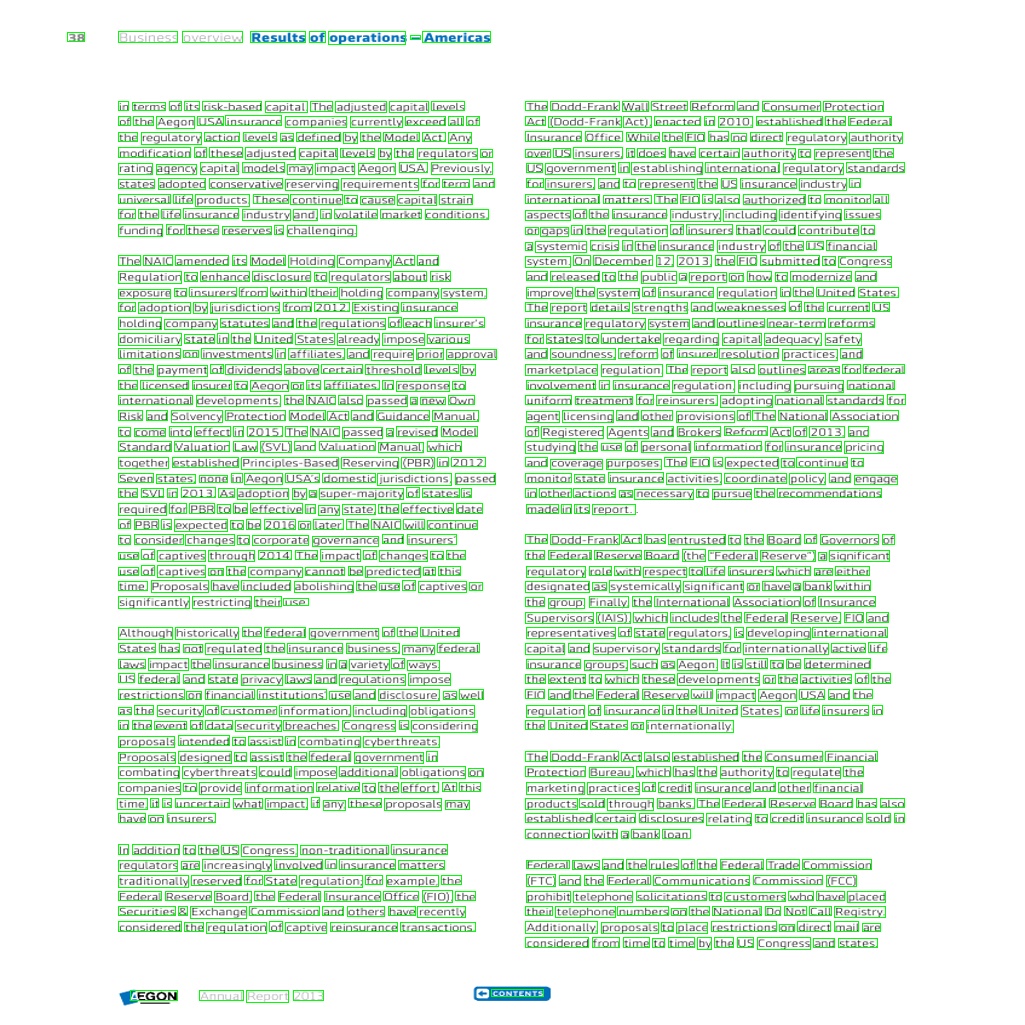 38 Business overview Results of operations – Americas
in terms of its risk-based capital. The adjusted capital levels
of the Aegon USA insurance companies currently exceed all of
the regulatory action levels as defined by the Model Act. Any
modification of these adjusted capital levels by the regulators or
rating agency capital models may impact Aegon USA. Previously,
states adopted conservative reserving requirements for term and
universal life products. These continue to cause capital strain
for the life insurance industry and, in volatile market conditions,
funding for these reserves is challenging.
The NAIC amended its Model Holding Company Act and
Regulation to enhance disclosure to regulators about risk
exposure to insurers from within their holding company system,
for adoption by jurisdictions from 2012. Existing insurance
holding company statutes and the regulations of each insurer's
domiciliary state in the United States already impose various
limitations on investments in affiliates, and require prior approval
of the payment of dividends above certain threshold levels by
the licensed insurer to Aegon or its affiliates. In response to
international developments, the NAIC also passed a new Own
Risk and Solvency Protection Model Act and Guidance Manual,
to come into effect in 2015. The NAIC passed a revised Model
Standard Valuation Law (SVL) and Valuation Manual, which
together established Principles-Based Reserving (PBR) in 2012.
Seven states, none in Aegon USA's domestic jurisdictions, passed
the SVL in 2013. As adoption by a super-majority of states is
required for PBR to be effective in any state, the effective date
of PBR is expected to be 2016 or later. The NAIC will continue
to consider changes to corporate governance and insurers'
use of captives through 2014. The impact of changes to the
use of captives on the company cannot be predicted at this
time. Proposals have included abolishing the use of captives or
significantly restricting their use.
Although historically the federal government of the United
States has not regulated the insurance business, many federal
laws impact the insurance business in a variety of ways.
US federal and state privacy laws and regulations impose
restrictions on financial institutions' use and disclosure, as well
as the security of customer information, including obligations
in the event of data security breaches. Congress is considering
proposals intended to assist in combating cyberthreats.
Proposals designed to assist the federal government in
combating cyberthreats could impose additional obligations on
companies to provide information relative to the effort. At this
time, it is uncertain what impact, if any, these proposals may
have on insurers.
In addition to the US Congress, non-traditional insurance
regulators are increasingly involved in insurance matters
traditionally reserved for State regulation; for example, the
Federal Reserve Board, the Federal Insurance Office (FIO), the
Securities & Exchange Commission and others have recently
considered the regulation of captive reinsurance transactions.
The Dodd-Frank Wall Street Reform and Consumer Protection
Act (Dodd-Frank Act), enacted in 2010, established the Federal
Insurance Office. While the FIO has no direct regulatory authority
over US insurers, it does have certain authority to represent the
US government in establishing international regulatory standards
for insurers, and to represent the US insurance industry in
international matters. The FIO is also authorized to monitor all
aspects of the insurance industry, including identifying issues
or gaps in the regulation of insurers that could contribute to
a systemic crisis in the insurance industry of the US financial
system. On December 12, 2013, the FIO submitted to Congress
and released to the public a report on how to modernize and
improve the system of insurance regulation in the United States.
The report details strengths and weaknesses of the current US
insurance regulatory system and outlines near-term reforms
for states to undertake regarding capital adequacy, safety
and soundness, reform of insurer resolution practices, and
marketplace regulation. The report also outlines areas for federal
involvement in insurance regulation, including pursuing national
uniform treatment for reinsurers, adopting national standards for
agent licensing and other provisions of The National Association
of Registered Agents and Brokers Reform Act of 2013, and
studying the use of personal information for insurance pricing
and coverage purposes. The FIO is expected to continue to
monitor state insurance activities, coordinate policy, and engage
in other actions as necessary to pursue the recommendations
made in its report. .
The Dodd-Frank Act has entrusted to the Board of Governors of
the Federal Reserve Board (the "Federal Reserve") a significant
regulatory role with respect to life insurers which are either
designated as systemically significant or have a bank within
the group. Finally, the International Association of Insurance
Supervisors (IAIS), which includes the Federal Reserve, FIO and
representatives of state regulators, is developing international
capital and supervisory standards for internationally active life
insurance groups, such as Aegon. It is still to be determined
the extent to which these developments or the activities of the
FIO and the Federal Reserve will impact Aegon USA and the
regulation of insurance in the United States, or life insurers in
the United States or internationally.
The Dodd-Frank Act also established the Consumer Financial
Protection Bureau, which has the authority to regulate the
marketing practices of credit insurance and other financial
products sold through banks. The Federal Reserve Board has also
established certain disclosures relating to credit insurance sold in
connection with a bank loan.
Federal laws and the rules of the Federal Trade Commission
(FTC) and the Federal Communications Commission (FCC)
prohibit telephone solicitations to customers who have placed
their telephone numbers on the National Do Not Call Registry.
Additionally, proposals to place restrictions on direct mail are
considered from time to time by the US Congress and states.
AEGON Annual Report 2013 CONTENTS